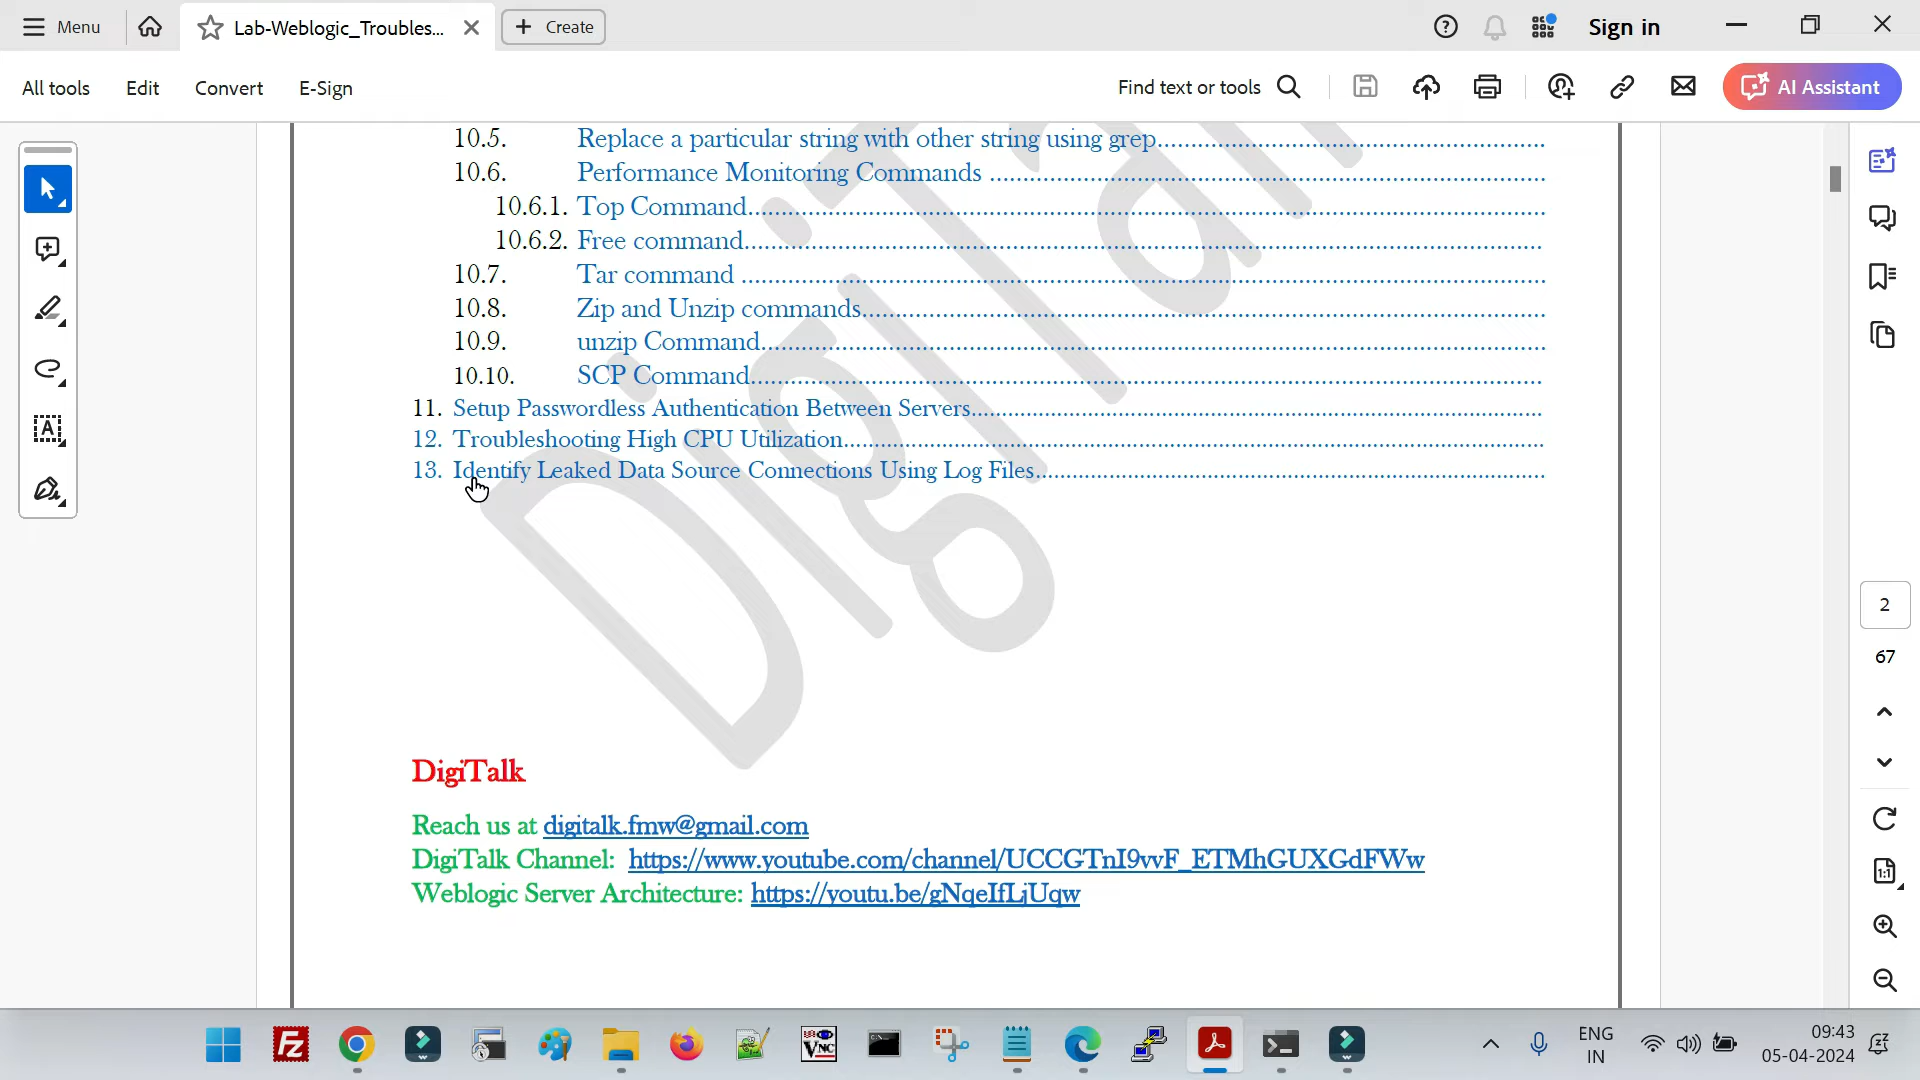 Menu
Lab-Weblogic_Troubles...
Create
Sign in
All tools
Edit
Convert
E-Sign
Find text or tools
AI Assistant
10.5. Replace a particular string with other string using grep
10.6. Performance Monitoring Commands
10.6.1. Top Command
10.6.2. Free command
10.7. Tar command
10.8. Zip and Unzip commands
10.9. unzip Command
10.10. SCP Command
11. Setup Passwordless Authentication Between Servers
12. Troubleshooting High CPU Utilization
13. Identify Leaked Data Source Connections Using Log Files
DigiTalk
Reach us at digitalk.fmw@gmail.com
DigiTalk Channel: https://www.youtube.com/channel/UCCGTnI9vvF_ETMhGUXGdFWw
Weblogic Server Architecture: https://youtu.be/gNqeIfLjUqw
2
67
ENG
IN
09:43
05-04-2024